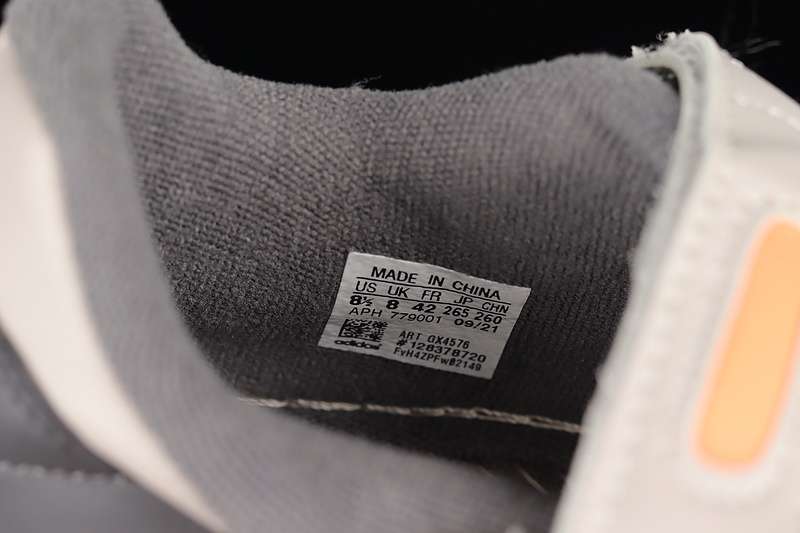 MADE IN CHINA
US UK FR JP CHN
8½ 8 42 265 260
APH 779001 09/21
ART GX4576
# 128378720
adidas FvH4ZPFwB2149